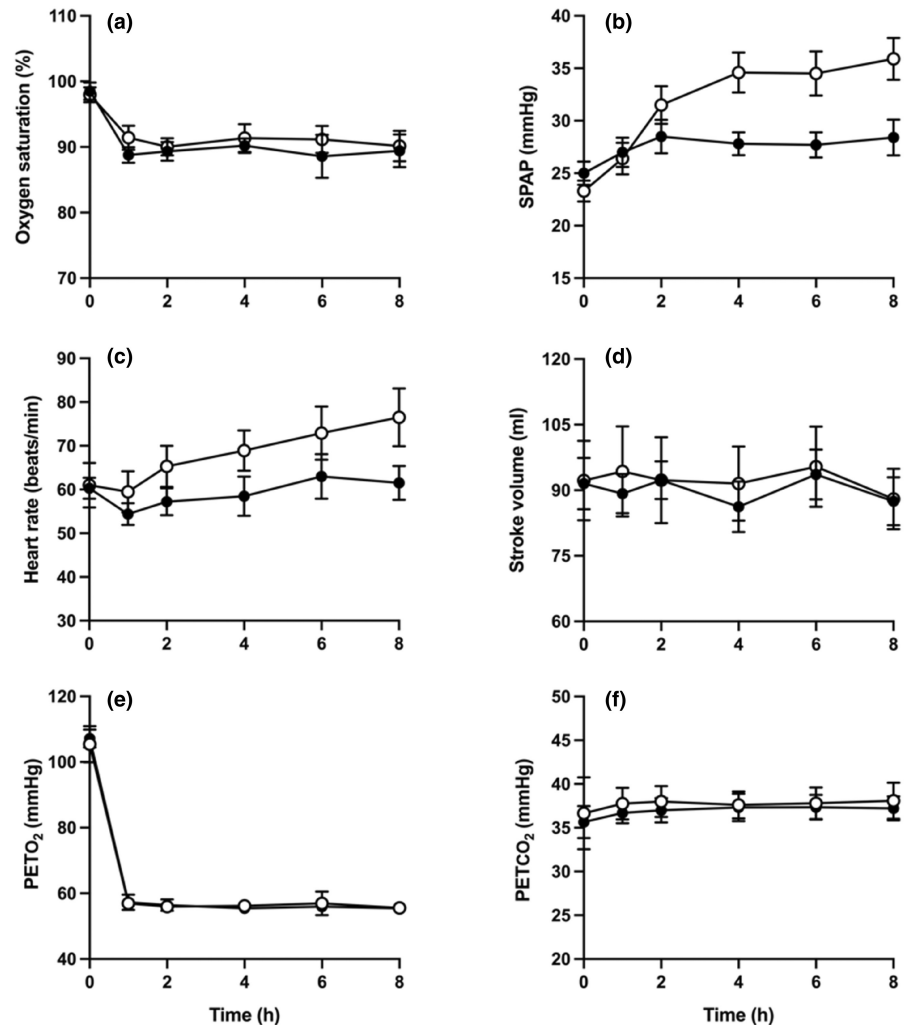 (a)
Oxygen saturation (%)
110
100
90
80
70
0 2 4 6 8
(b)
SPAP (mmHg)
40
35
30
25
22
15
0 2 4 6 8
(c)
Heart rate (beats/min)
90
80
70
60
50
40
30
0 2 4 6 8
(d)
Stroke volume (ml)
120
105
90
75
60
0 2 4 6 8
(e)
PETO₂ (mmHg)
120
100
80
60
40
0 2 4 6 8
Time (h)
(f)
PETCO₂ (mmHg)
50
45
40
35
30
25
20
0 2 4 6 8
Time (h)